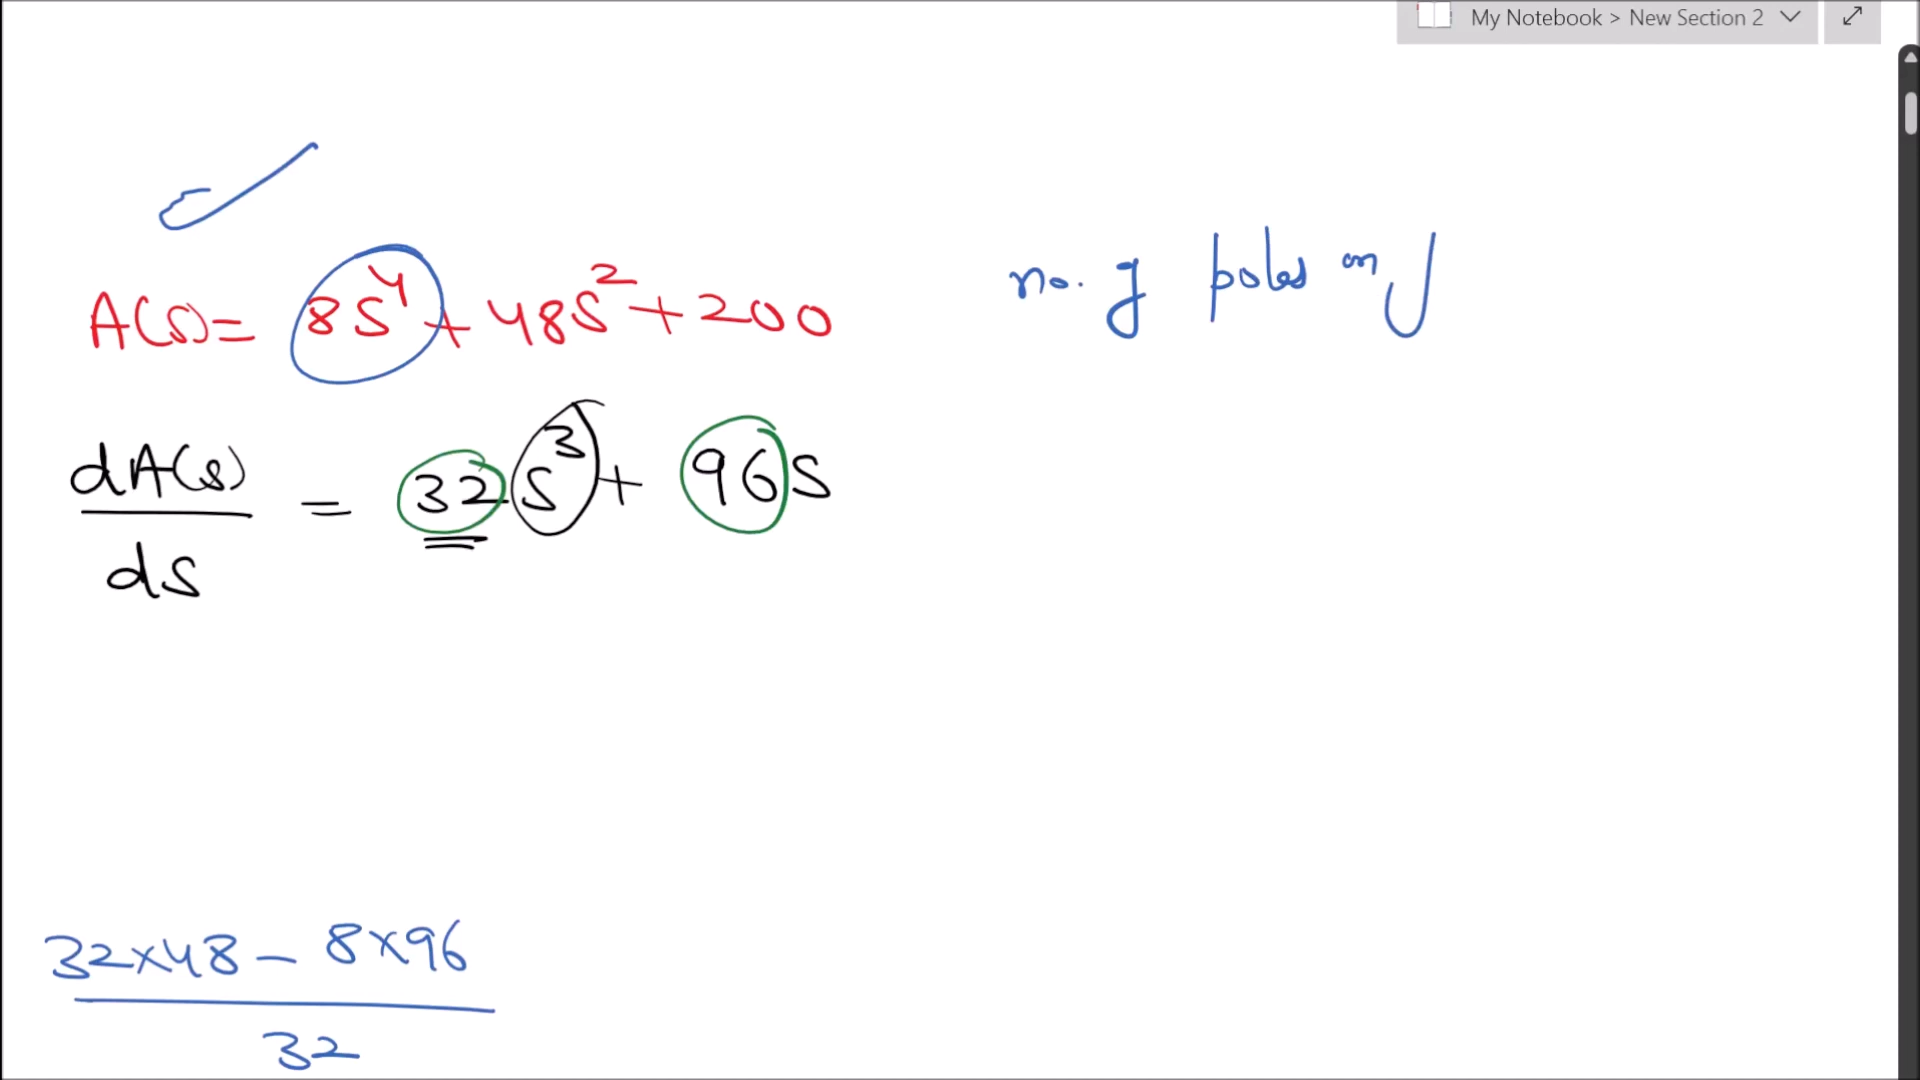 My Notebook > New Section 2
A(s) = 8S⁴ + 48S² + 200
no. of poles on j
dA(s)
= 32S³ + 96S
ds
32×48 – 8×96
32